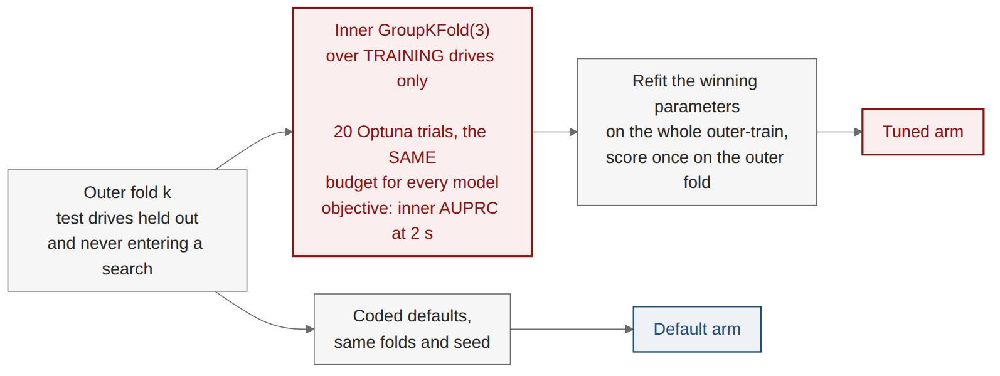 Outer fold k
test drives held out
and never entering a
search
Inner GroupKFold(3)
over TRAINING drives
only
20 Optuna trials, the
SAME
budget for every model
objective: inner AUPRC
at 2 s
Refit the winning
parameters
on the whole outer-train,
score once on the outer
fold
Tuned arm
Coded defaults,
same folds and seed
Default arm